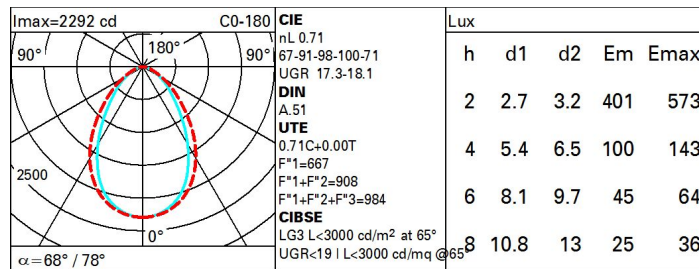 Imax=2292 cd C0-180
90° 180° 90°
2500
0°
α=68° / 78°
CIE
nL 0.71
67-91-98-100-71
UGR 17.3-18.1
DIN
A.51
UTE
0.71C+0.00T
F"1=667
F"1+F"2=908
F"1+F"2+F"3=984
CIBSE
LG3 L<3000 cd/m² at 65°
UGR<19 | L<3000 cd/mq @65°
Lux
h d1 d2 Em Emax
2 2.7 3.2 401 573
4 5.4 6.5 100 143
6 8.1 9.7 45 64
8 10.8 13 25 36